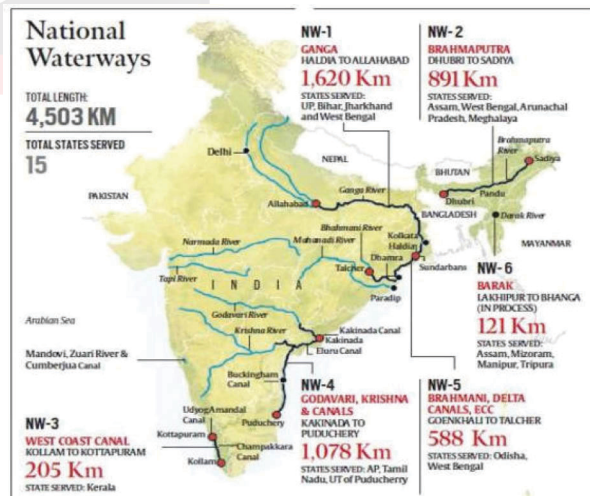 National
Waterways
TOTAL LENGTH:
4,503 KM
TOTAL STATES SERVED
15
NW-1
GANGA
HALDIA TO ALLAHABAD
1,620 Km
STATES SERVED:
UP, Bihar, Jharkhand
and West Bengal
NW-2
BRAHMAPUTRA
DHUBRI TO SADIYA
891 Km
STATES SERVED:
Assam, West Bengal, Arunachal
Pradesh, Meghalaya
Brahmaputra
River
Sadiya
Delhi
NEPAL
BHUTAN
Pandu
Dhubri
PAKISTAN
Ganga River
Allahabad
BANGLADESH
Barak River
MAYANMAR
Bhahmani River
Mahanadi River
Narmada River
Kolkata
Haldia
Dhamra
Talcher
Sundarbans
Tapi River
INDIA
Paradip
NW-6
BARAK
LAKHIPUR TO BHANGA
(IN PROCESS)
121 Km
STATES SERVED:
Assam, Mizoram,
Manipur, Tripura
Arabian Sea
Godavari River
Krishna River
Kakinada Canal
Kakinada
Eluru Canal
Mandovi, Zuari River &
Cumberjua Canal
Buckingham
Canal
NW-4
GODAVARI, KRISHNA
& CANALS
KAKINADA TO
PUDUCHERY
1,078 Km
STATES SERVED: AP, Tamil
Nadu, UT of Puducherry
NW-5
BRAHMANI, DELTA
CANALS, ECC
GOENKHALI TO TALCHER
588 Km
STATES SERVED: Odisha,
West Bengal
Udyog Amandal
Canal
Puduchery
NW-3
WEST COAST CANAL
KOLLAM TO KOTTAPURAM
205 Km
STATE SERVED: Kerala
Kottapuram
Champakkara
Canal
Kollam